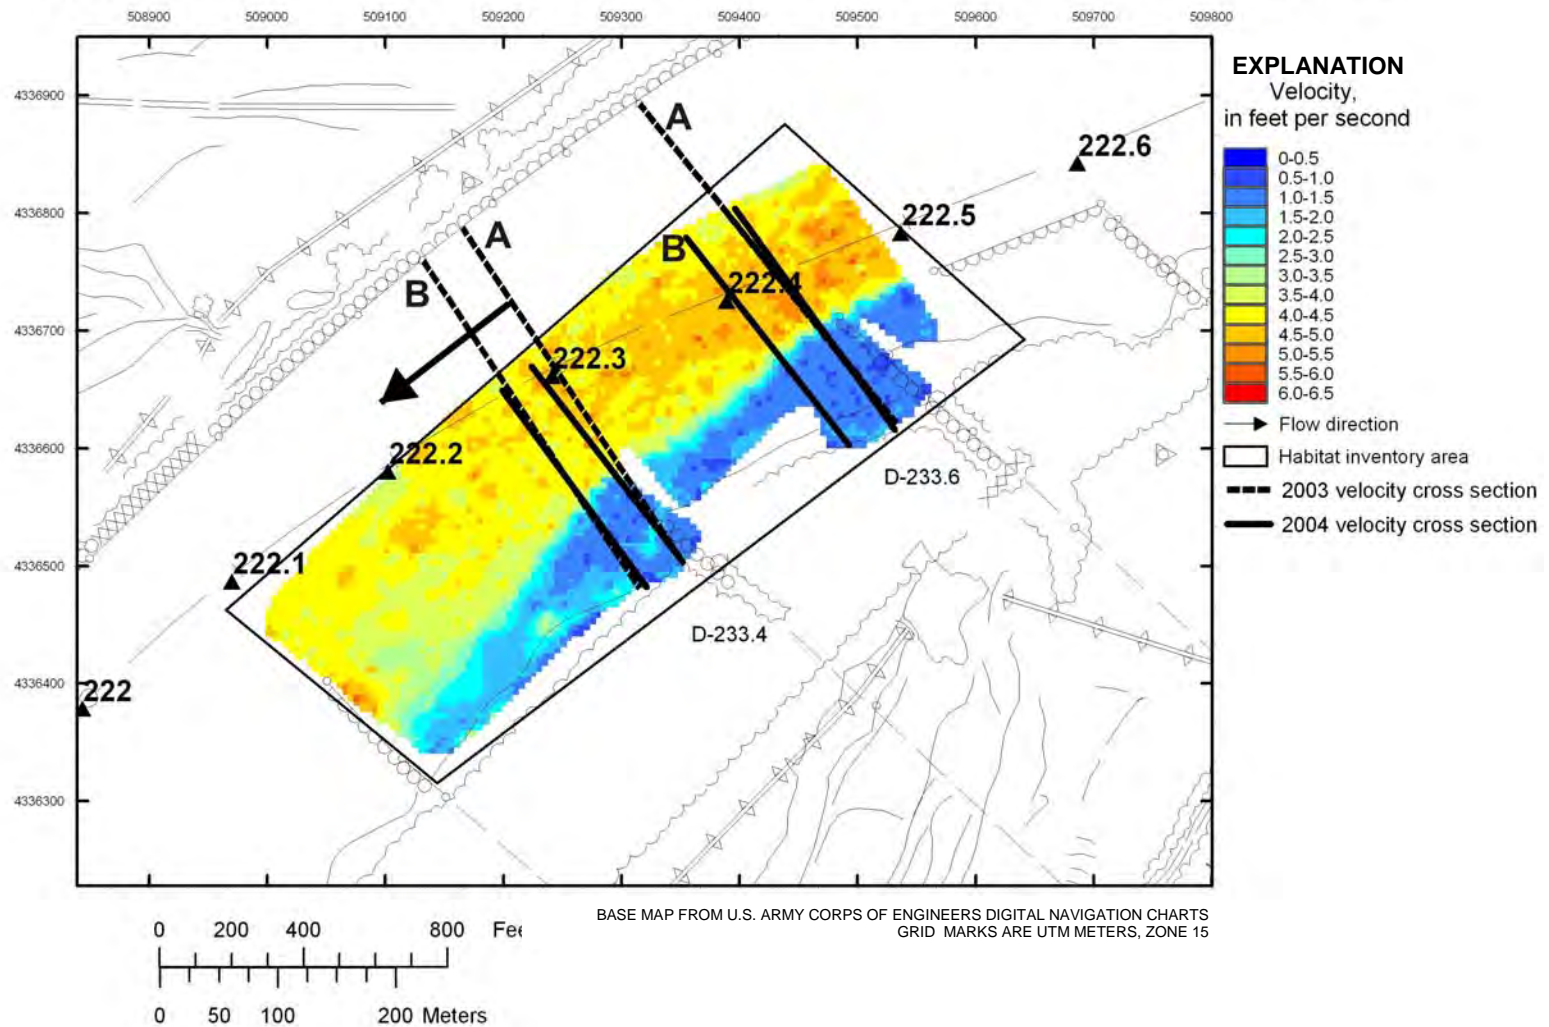 508900 509000 509100 509200 509300 509400 509500 509600 509700 509800
EXPLANATION
Velocity,
in feet per second
0-0.5
0.5-1.0
1.0-1.5
1.5-2.0
2.0-2.5
2.5-3.0
3.0-3.5
3.5-4.0
4.0-4.5
4.5-5.0
5.0-5.5
5.5-6.0
6.0-6.5
Flow direction
Habitat inventory area
2003 velocity cross section
2004 velocity cross section
4336900
4336800
4336700
4336600
4336500
4336400
4336300
A
222.6
222.5
A
B
222.4
B
222.3
222.2
D-233.6
222.1
D-233.4
222
BASE MAP FROM U.S. ARMY CORPS OF ENGINEERS DIGITAL NAVIGATION CHARTS
GRID MARKS ARE UTM METERS, ZONE 15
0 200 400 800 Fee
0 50 100 200 Meters